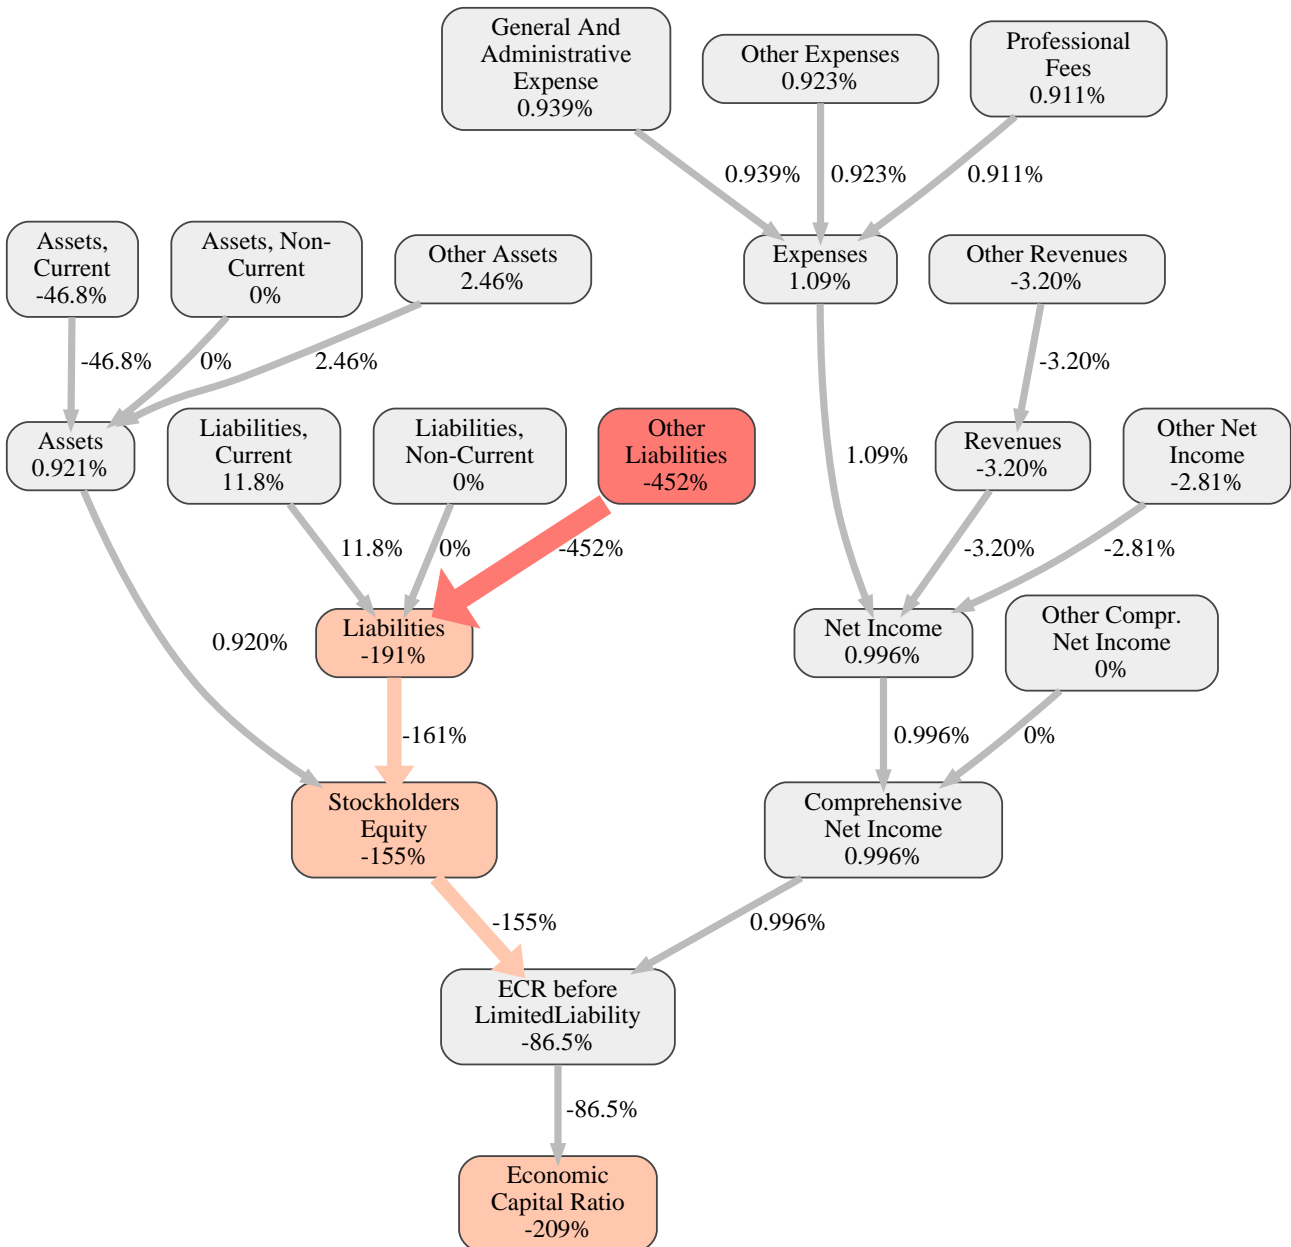 General And
Administrative
Expense
0.939%
Other Expenses
0.923%
Professional
Fees
0.911%
0.939%
0.923%
0.911%
Assets,
Current
-46.8%
Assets, Non-
Current
0%
Other Assets
2.46%
Expenses
1.09%
Other Revenues
-3.20%
-46.8%
0%
2.46%
-3.20%
Assets
0.921%
Liabilities,
Current
11.8%
Liabilities,
Non-Current
0%
Other
Liabilities
-452%
1.09%
Revenues
-3.20%
Other Net
Income
-2.81%
11.8%
0%
-452%
-3.20%
-2.81%
0.920%
Liabilities
-191%
Net Income
0.996%
Other Compr.
Net Income
0%
-161%
0.996%
0%
Stockholders
Equity
-155%
Comprehensive
Net Income
0.996%
-155%
0.996%
ECR before
LimitedLiability
-86.5%
-86.5%
Economic
Capital Ratio
-209%